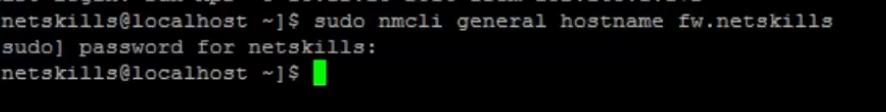 netskills@localhost ~]$ sudo nmcli general hostname fw.netskills
sudo] password for netskills:
netskills@localhost ~]$